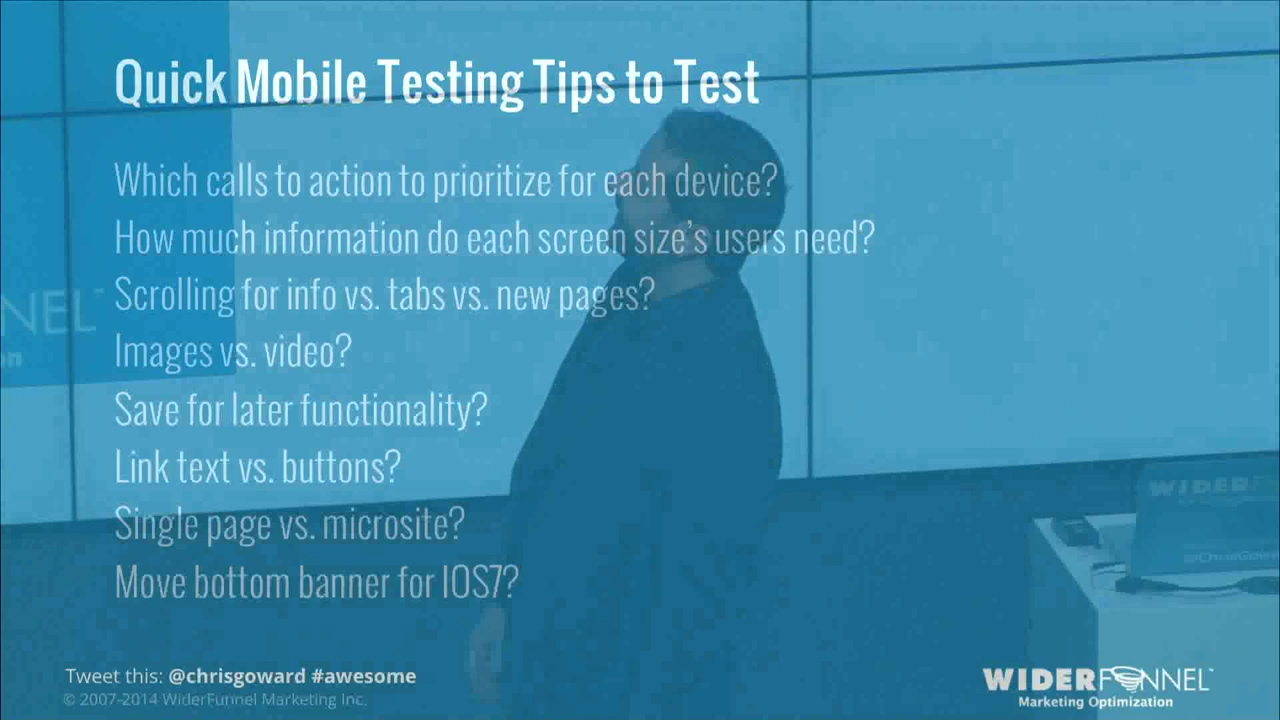 Quick Mobile Testing Tips to Test
Which calls to action to prioritize for each device?
How much information do each screen size's users need?
Scrolling for info vs. tabs vs. new pages?
NEL
Images vs. video?
Save for later functionality?
Link text vs. buttons?
WIDERF
Single page vs. microsite?
Move bottom banner for IOS7?
Tweet this: @chrisgoward #awesome
© 2007-2014 WiderFunnel Marketing Inc.
WIDERFUNNEL™
Marketing Optimization